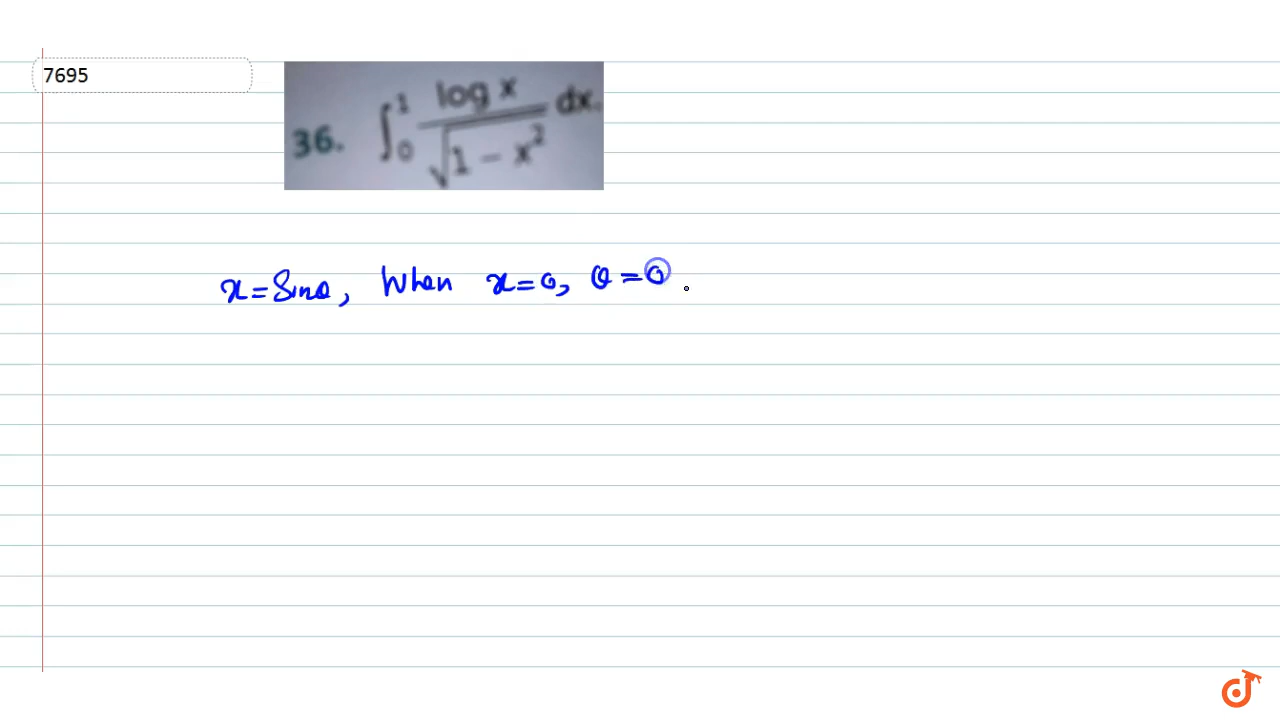 7695
36. ∫₀¹ log x / √(1 − x²) dx.
x = Sinθ, When x = 0, θ = 0